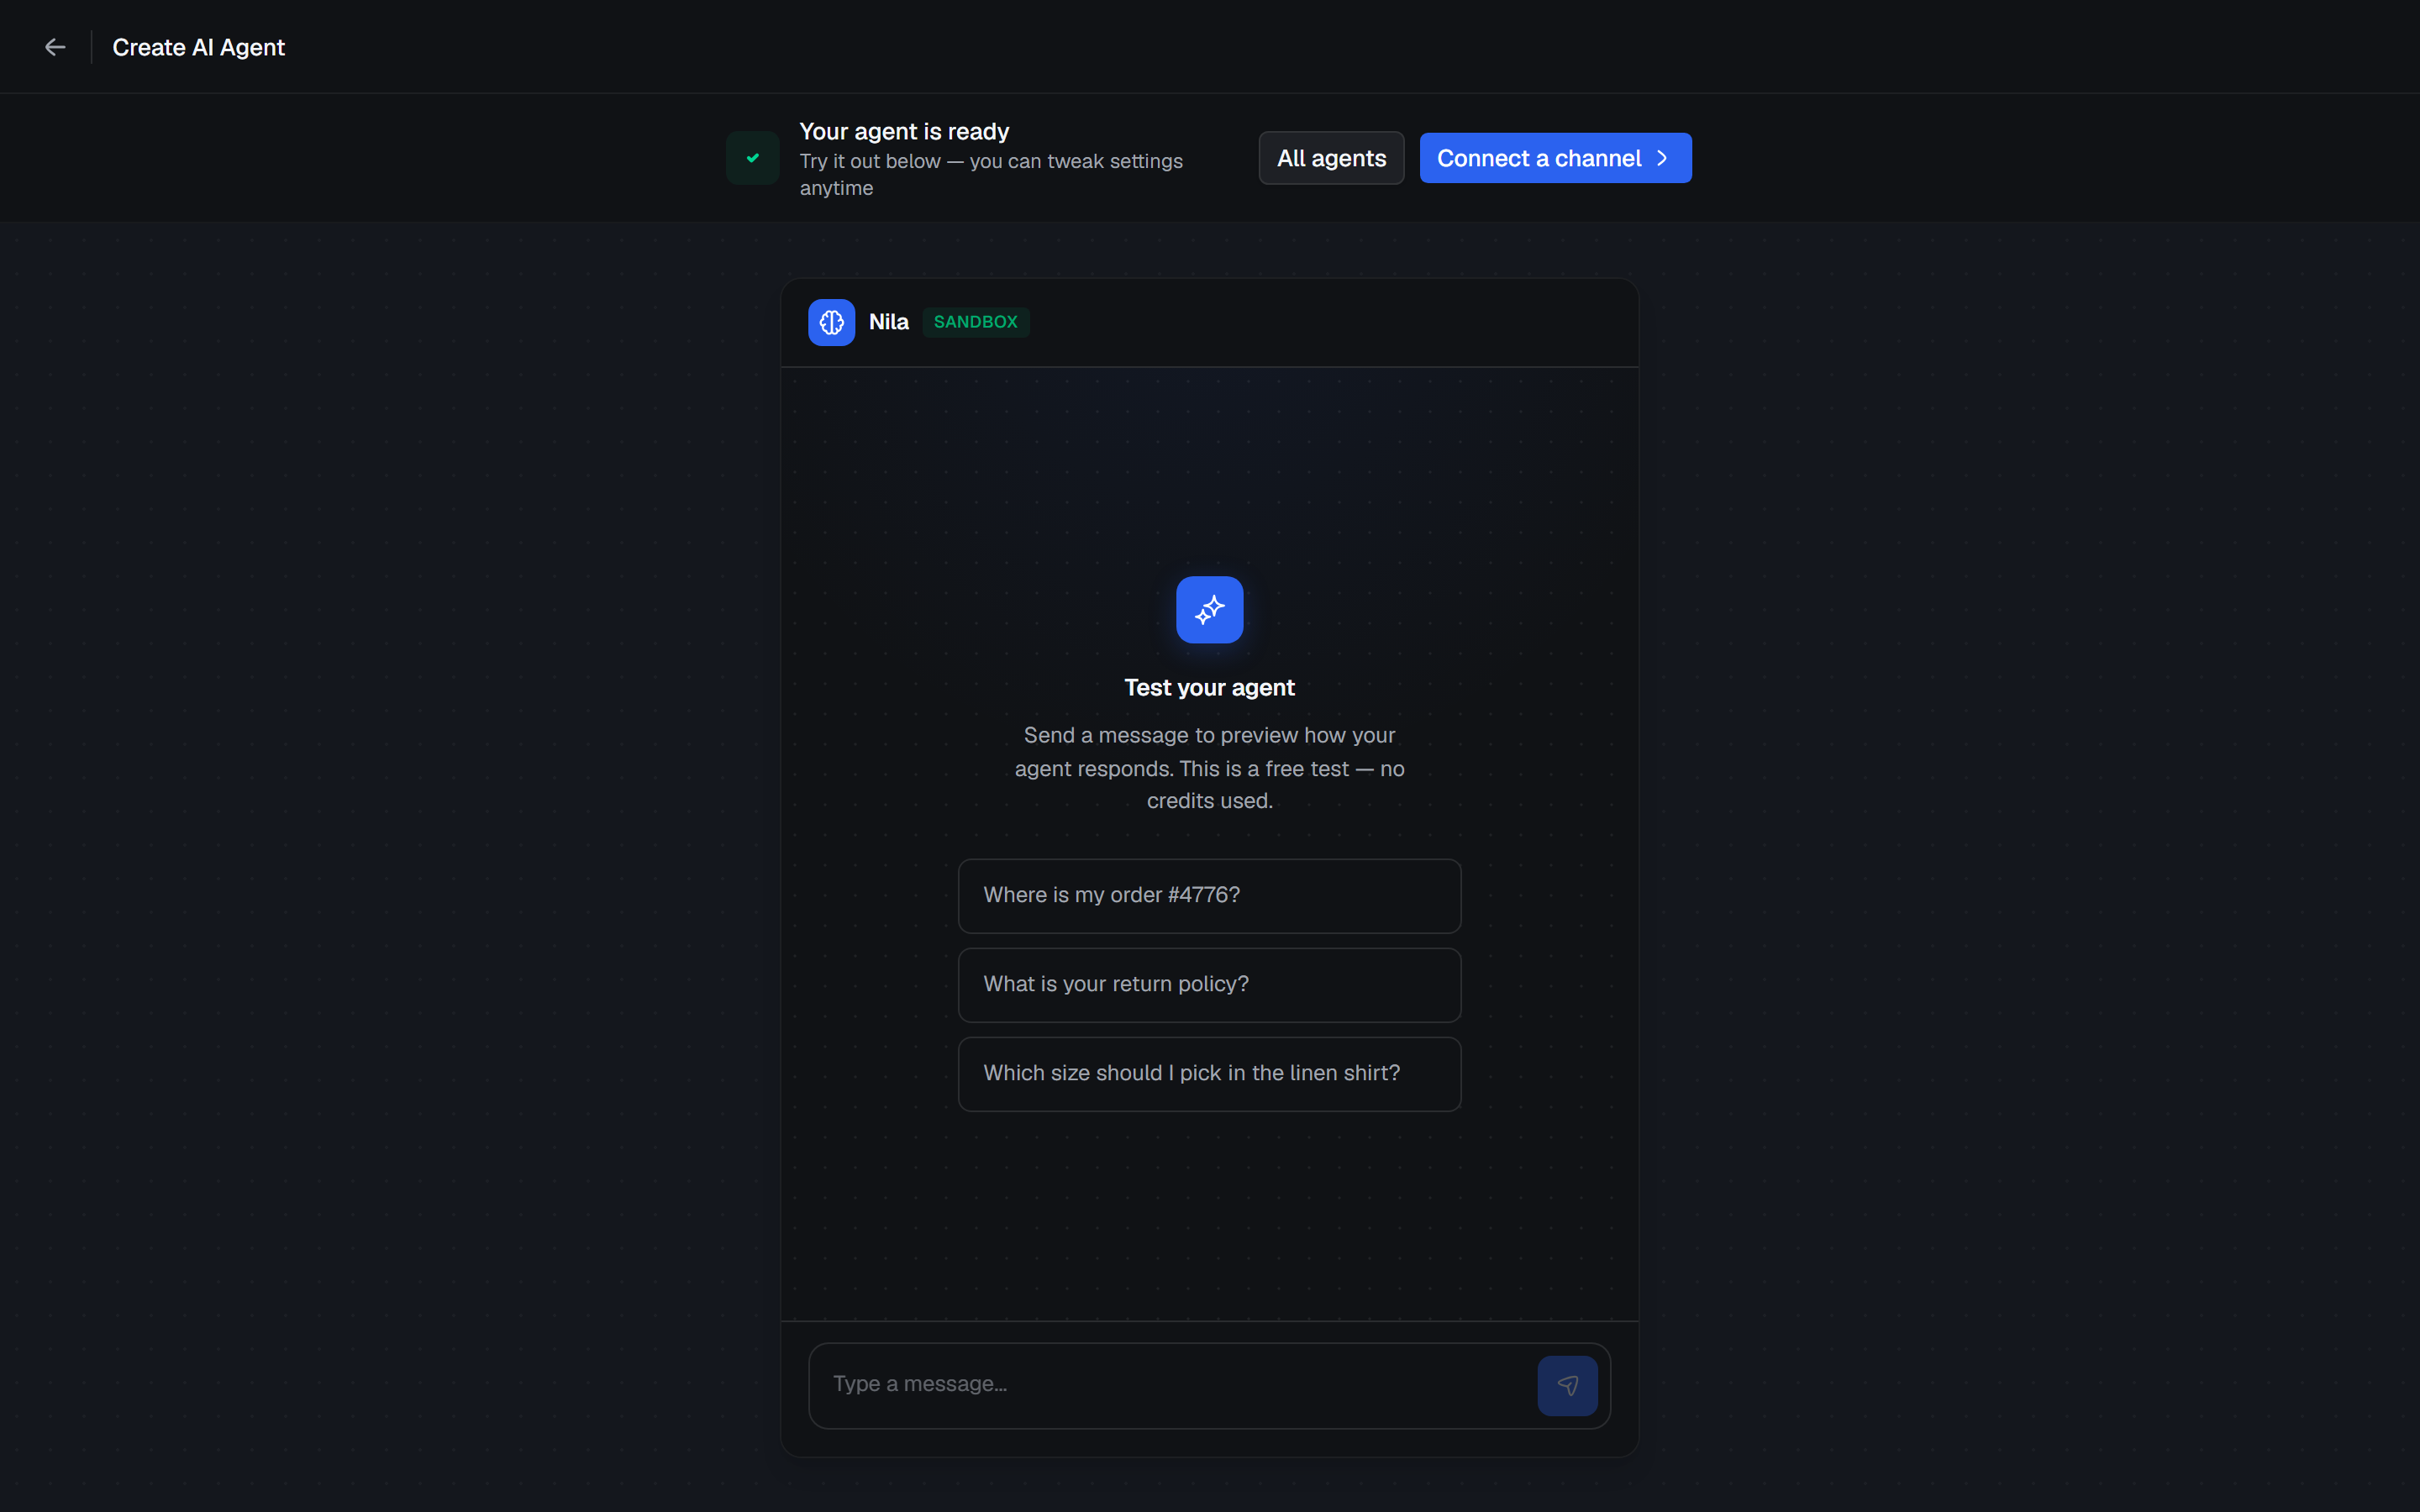 Create AI Agent
Your agent is ready
Try it out below — you can tweak settings
anytime
All agents
Connect a channel
Nila
SANDBOX
Test your agent
Send a message to preview how your
agent responds. This is a free test — no
credits used.
Where is my order #4776?
What is your return policy?
Which size should I pick in the linen shirt?
Type a message...